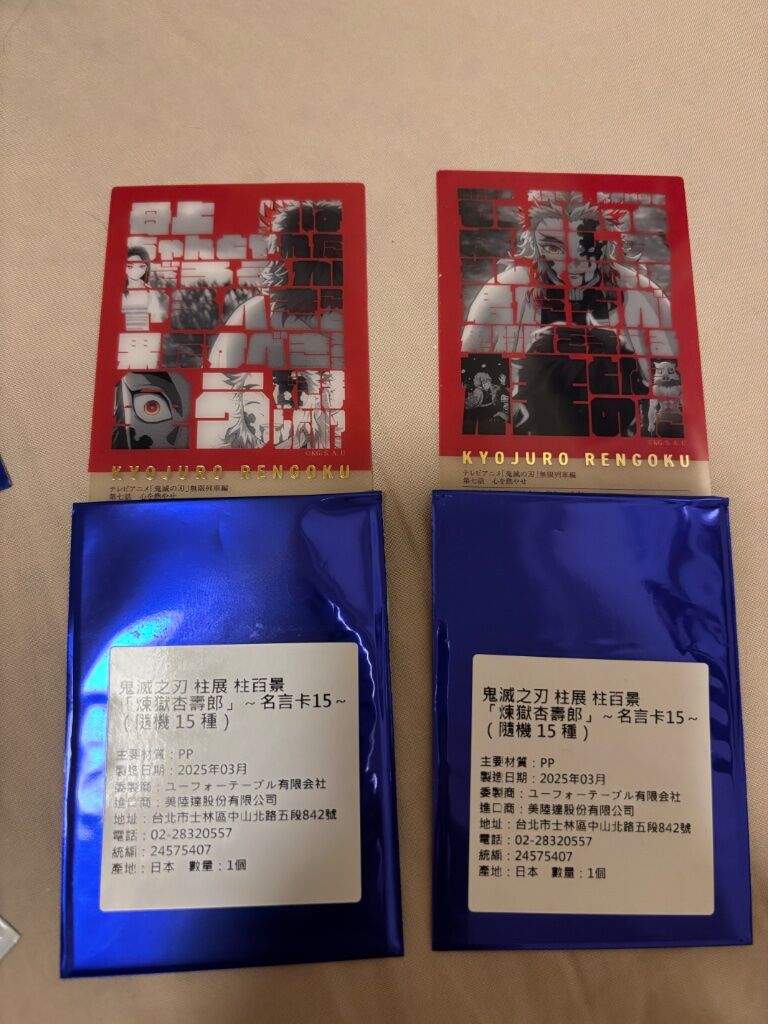 母上 俺は
ちゃんとやれた
©KG.S, A, U
KYOJURO RENGOKU
テレビアニメ「鬼滅の刃」無限列車編
第七話　心を燃やせ
鬼滅之刃 柱展 柱百景
「煉獄杏壽郎」～名言卡15～
（隨機 15 種）
主要材質：PP
製造日期：2025年03月
委製商：ユーフォーテーブル有限会社
進口商：美陸達股份有限公司
地址：台北市士林區中山北路五段842號
電話：02-28320557
統編：24575407
產地：日本　數量：1個
©KG.S, A, U
KYOJURO RENGOKU
テレビアニメ「鬼滅の刃」無限列車編
第七話　心を燃やせ
鬼滅之刃 柱展 柱百景
「煉獄杏壽郎」～名言卡15～
（隨機 15 種）
主要材質：PP
製造日期：2025年03月
委製商：ユーフォーテーブル有限会社
進口商：美陸達股份有限公司
地址：台北市士林區中山北路五段842號
電話：02-28320557
統編：24575407
產地：日本　數量：1個